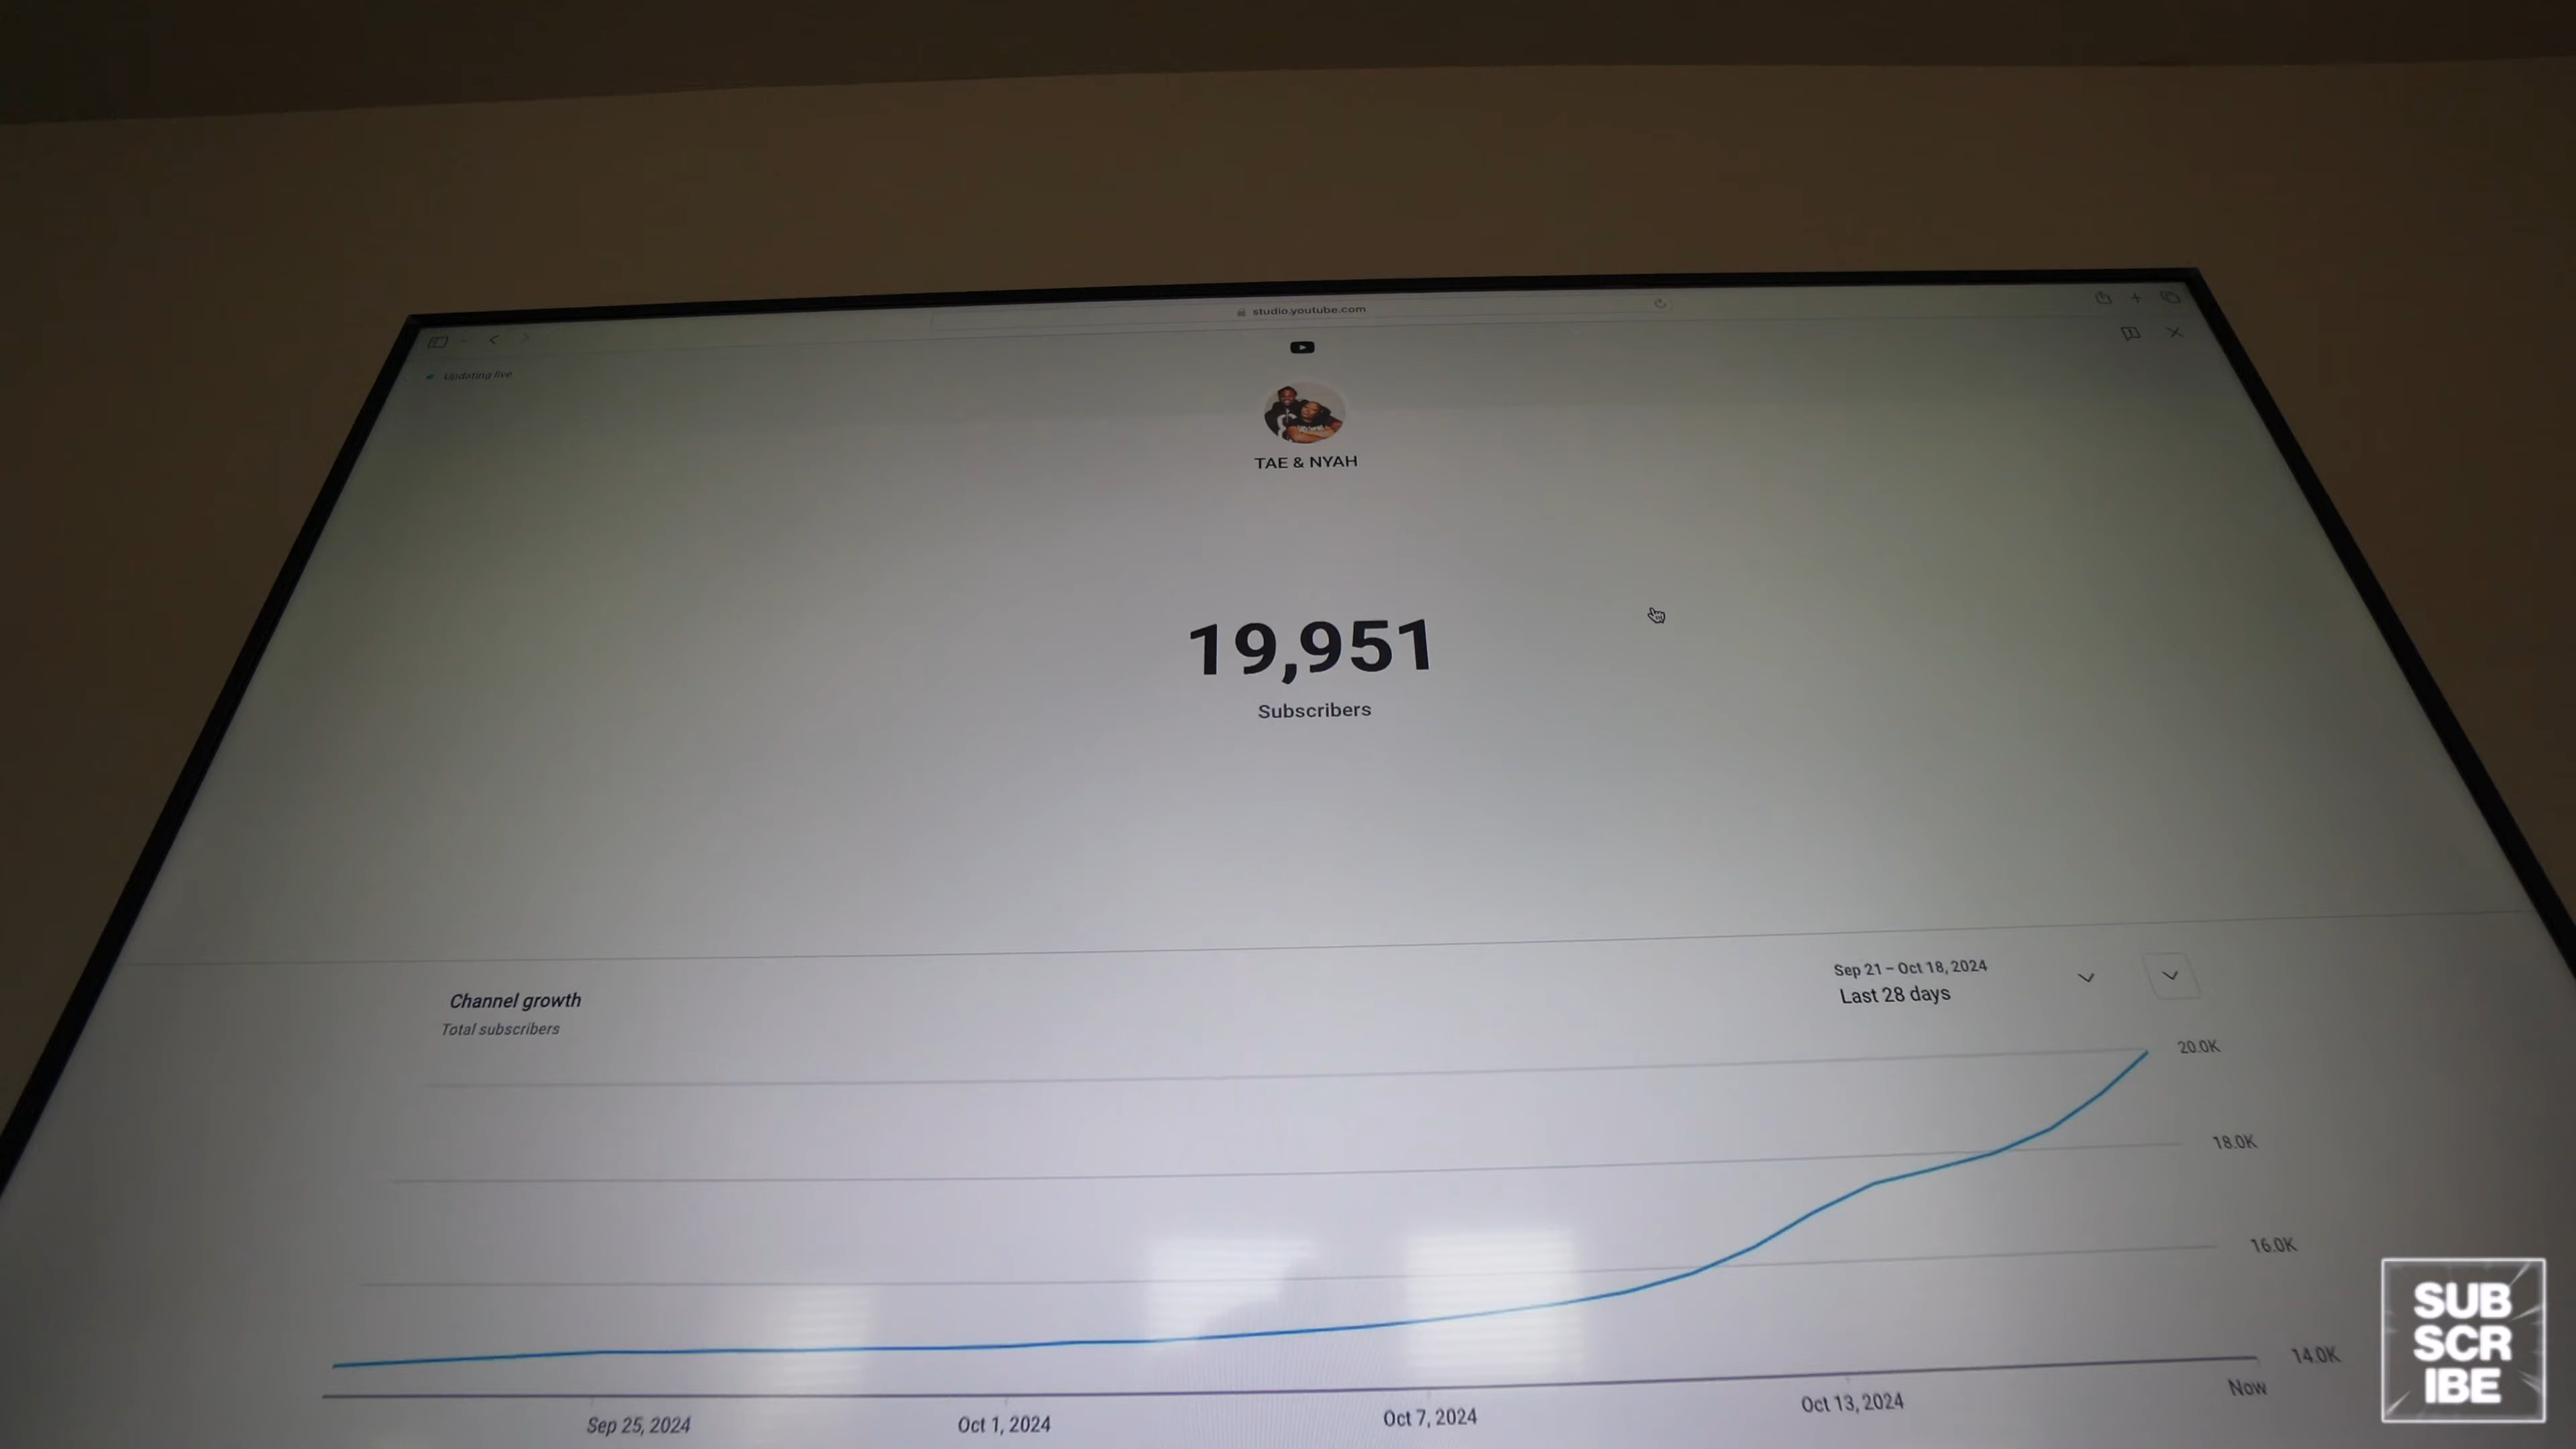 studio.youtube.com
Updating live
TAE & NYAH
19,951
Subscribers
Sep 21 – Oct 18, 2024
Last 28 days
Channel growth
Total subscribers
20.0K
18.0K
16.0K
14.0K
Sep 25, 2024
Oct 1, 2024
Oct 7, 2024
Oct 13, 2024
Now
SUB
SCR
IBE